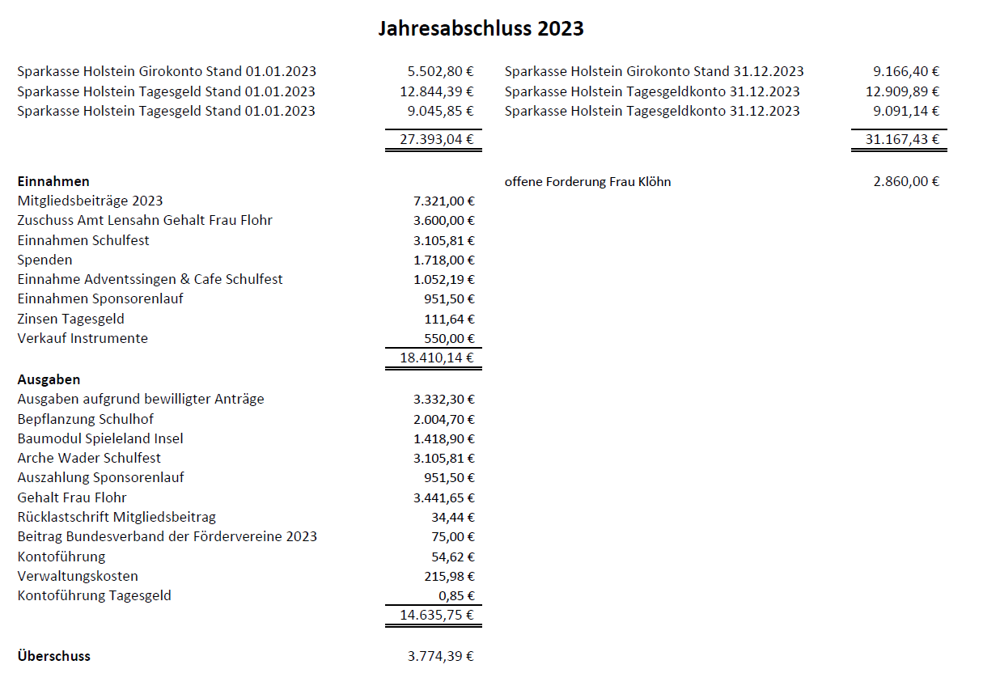 Jahresabschluss 2023
Sparkasse Holstein Girokonto Stand 01.01.2023 5.502,80 € Sparkasse Holstein Girokonto Stand 31.12.2023 9.166,40 €
Sparkasse Holstein Tagesgeld Stand 01.01.2023 12.844,39 € Sparkasse Holstein Tagesgeldkonto 31.12.2023 12.909,89 €
Sparkasse Holstein Tagesgeld Stand 01.01.2023 9.045,85 € Sparkasse Holstein Tagesgeldkonto 31.12.2023 9.091,14 €
27.393,04 € 31.167,43 €
Einnahmen offene Forderung Frau Klöhn 2.860,00 €
Mitgliedsbeiträge 2023 7.321,00 €
Zuschuss Amt Lensahn Gehalt Frau Flohr 3.600,00 €
Einnahmen Schulfest 3.105,81 €
Spenden 1.718,00 €
Einnahme Adventssingen & Cafe Schulfest 1.052,19 €
Einnahmen Sponsorenlauf 951,50 €
Zinsen Tagesgeld 111,64 €
Verkauf Instrumente 550,00 €
18.410,14 €
Ausgaben
Ausgaben aufgrund bewilligter Anträge 3.332,30 €
Bepflanzung Schulhof 2.004,70 €
Baumodul Spieleland Insel 1.418,90 €
Arche Wader Schulfest 3.105,81 €
Auszahlung Sponsorenlauf 951,50 €
Gehalt Frau Flohr 3.441,65 €
Rücklastschrift Mitgliedsbeitrag 34,44 €
Beitrag Bundesverband der Fördervereine 2023 75,00 €
Kontoführung 54,62 €
Verwaltungskosten 215,98 €
Kontoführung Tagesgeld 0,85 €
14.635,75 €
Überschuss 3.774,39 €